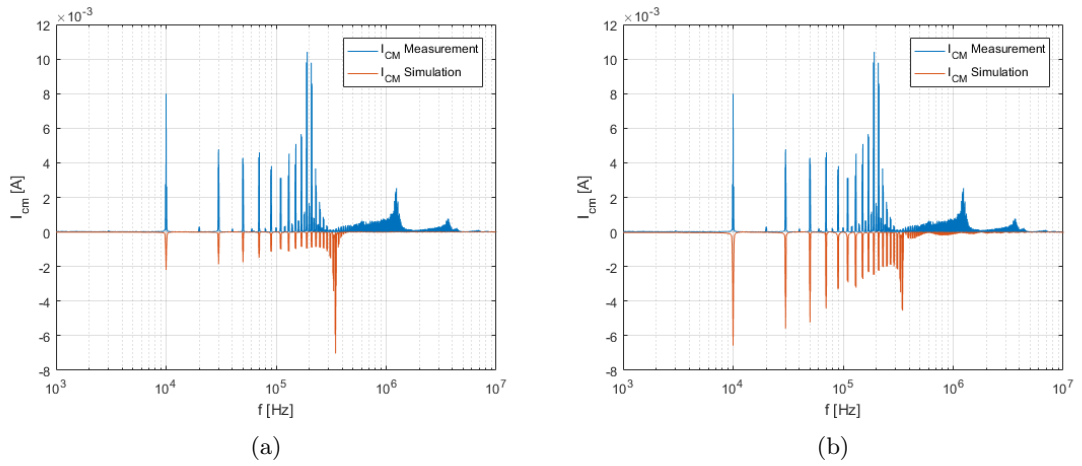 ×10⁻³
12
10
8
6
4
2
0
-2
-4
-6
-8
I_cm [A]
10³ 10⁴ 10⁵ 10⁶ 10⁷
f [Hz]
I_CM Measurement
I_CM Simulation
(a)
×10⁻³
12
10
8
6
4
2
0
-2
-4
-6
-8
I_cm [A]
10³ 10⁴ 10⁵ 10⁶ 10⁷
f [Hz]
I_CM Measurement
I_CM Simulation
(b)